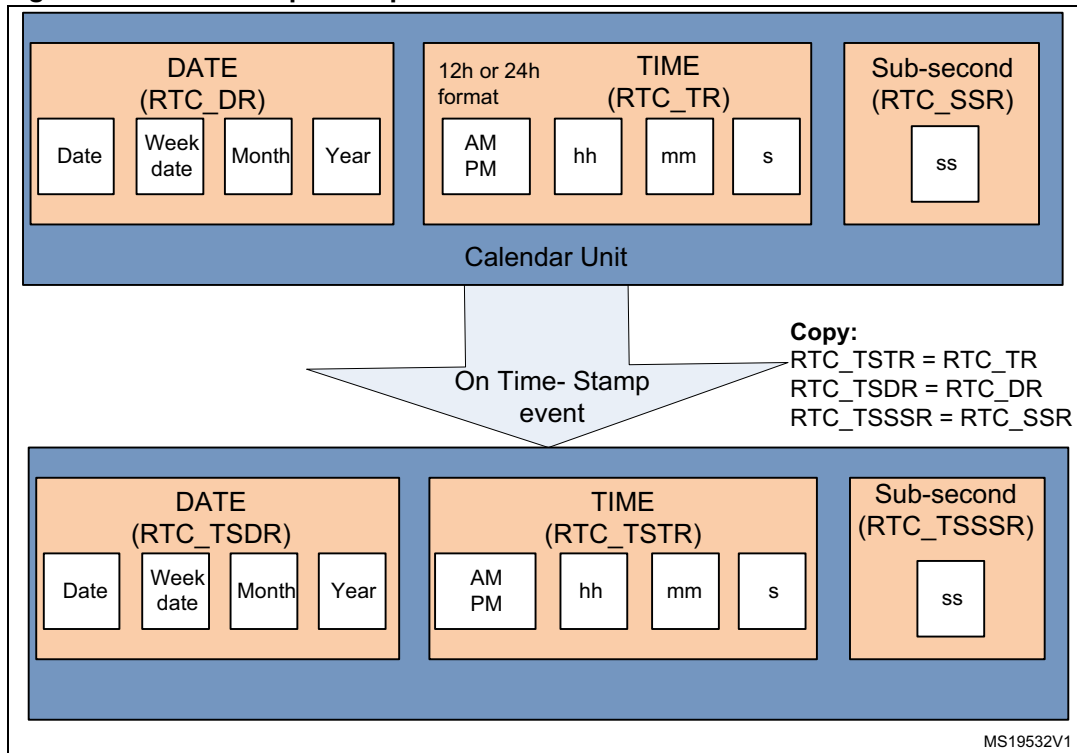 DATE
(RTC_DR)
Date
Week
date
Month
Year
12h or 24h
format
TIME
(RTC_TR)
AM
PM
hh
mm
s
Sub-second
(RTC_SSR)
ss
Calendar Unit
On Time- Stamp
event
Copy:
RTC_TSTR = RTC_TR
RTC_TSDR = RTC_DR
RTC_TSSSR = RTC_SSR
DATE
(RTC_TSDR)
Date
Week
date
Month
Year
TIME
(RTC_TSTR)
AM
PM
hh
mm
s
Sub-second
(RTC_TSSSR)
ss
MS19532V1